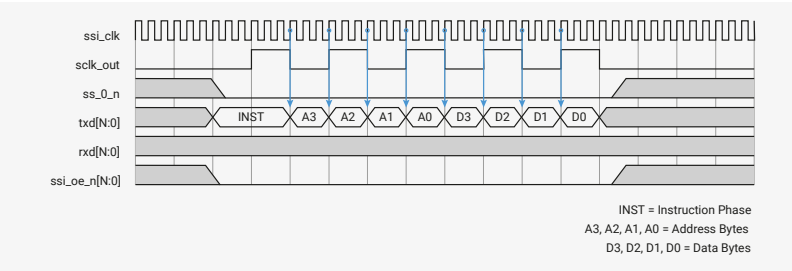 ssi_clk
sclk_out
ss_0_n
txd[N:0] INST A3 A2 A1 A0 D3 D2 D1 D0
rxd[N:0]
ssi_oe_n[N:0]
INST = Instruction Phase
A3, A2, A1, A0 = Address Bytes
D3, D2, D1, D0 = Data Bytes